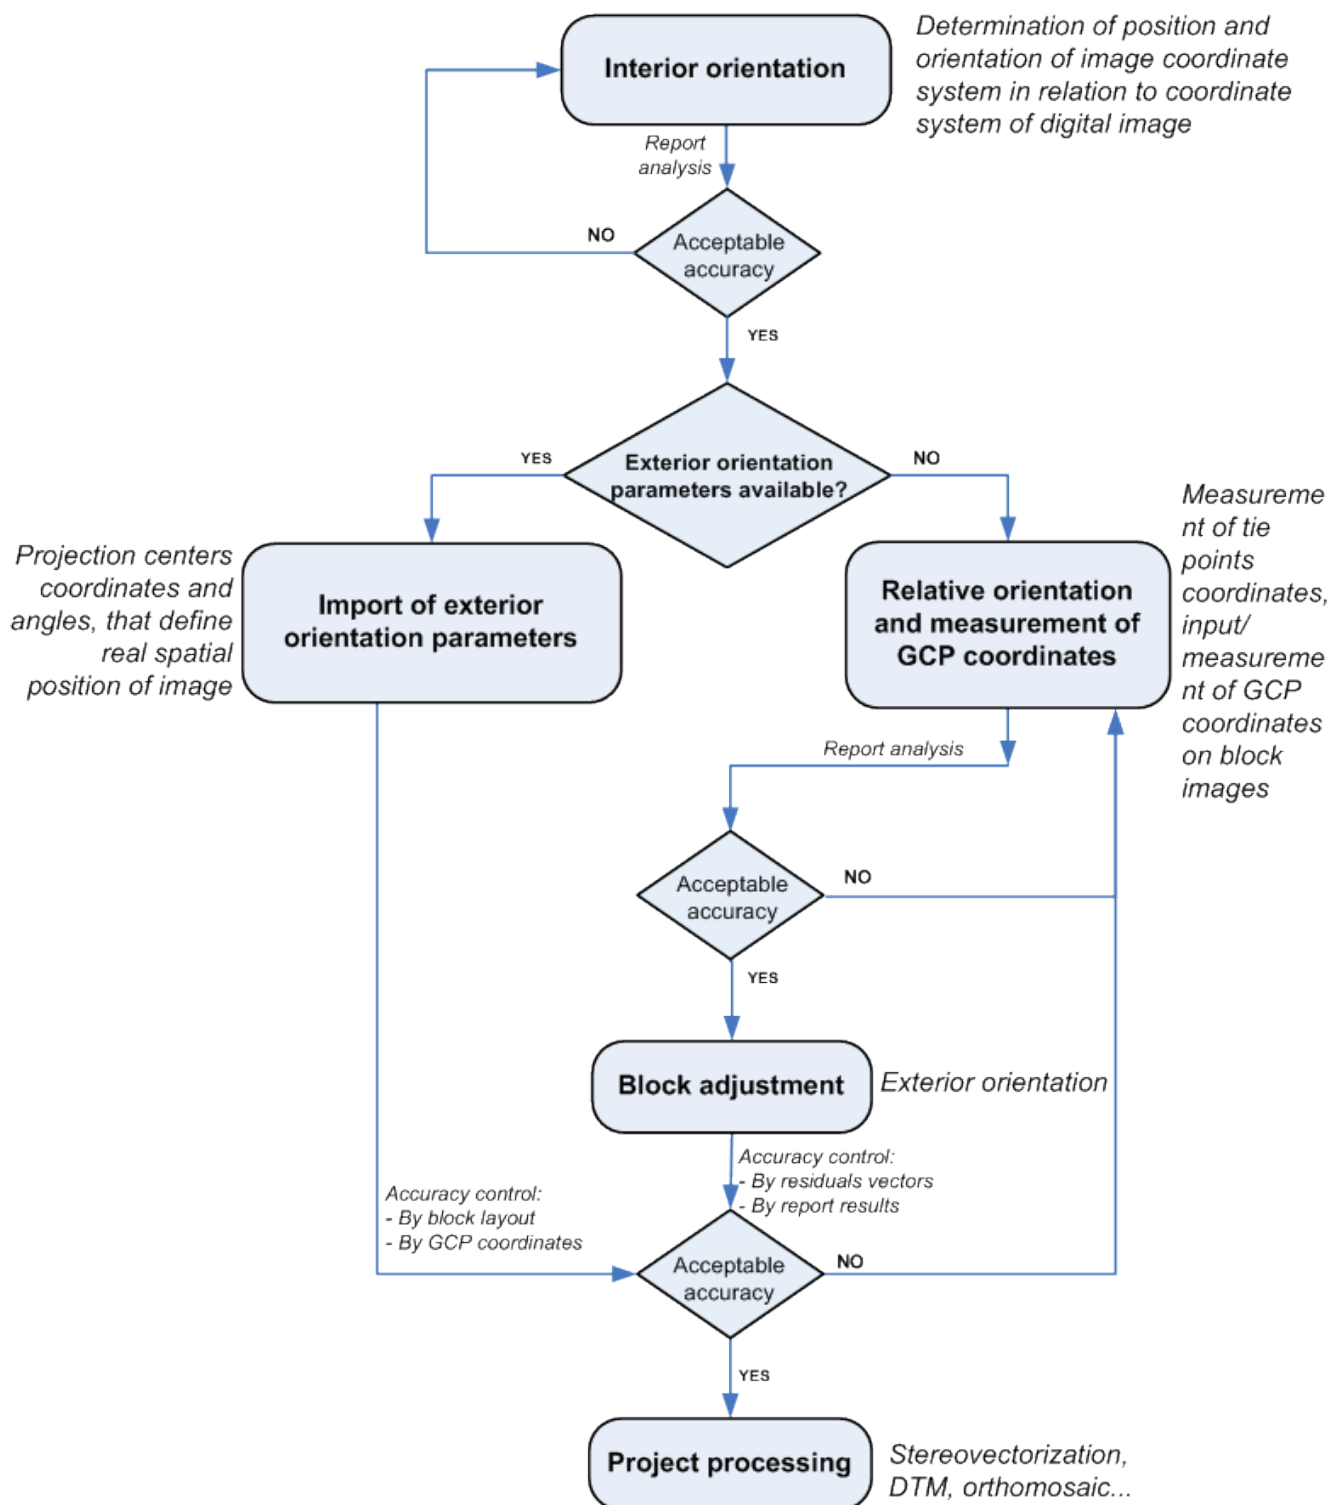 Interior orientation
Determination of position and
orientation of image coordinate
system in relation to coordinate
system of digital image
Report
analysis
NO
Acceptable
accuracy
YES
YES
Exterior orientation
parameters available?
NO
Projection centers
coordinates and
angles, that define
real spatial
position of image
Import of exterior
orientation parameters
Relative orientation
and measurement of
GCP coordinates
Measureme
nt of tie
points
coordinates,
input/
measureme
nt of GCP
coordinates
on block
images
Report analysis
Acceptable
accuracy
NO
YES
Block adjustment
Exterior orientation
Accuracy control:
- By residuals vectors
- By report results
Accuracy control:
- By block layout
- By GCP coordinates
Acceptable
accuracy
NO
YES
Project processing
Stereovectorization,
DTM, orthomosaic...